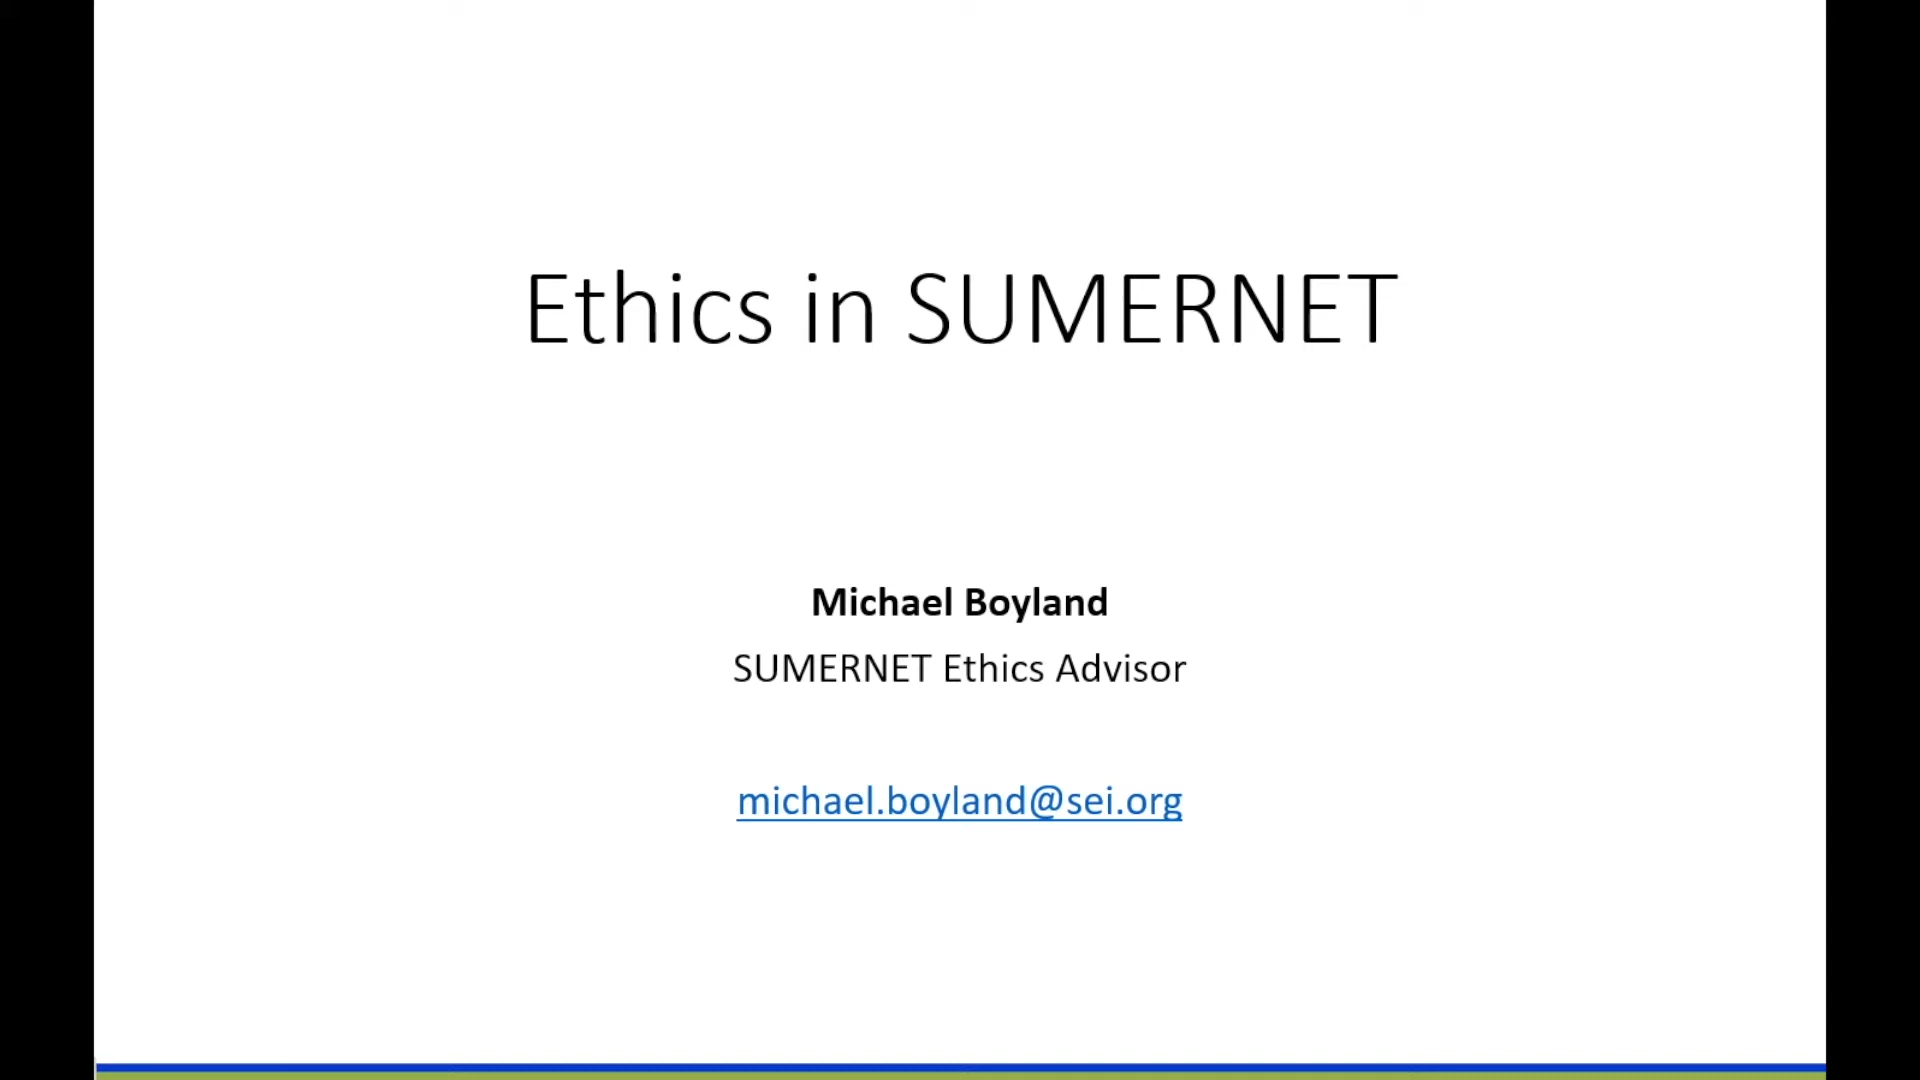 Ethics in SUMERNET
Michael Boyland
SUMERNET Ethics Advisor
michael.boyland@sei.org